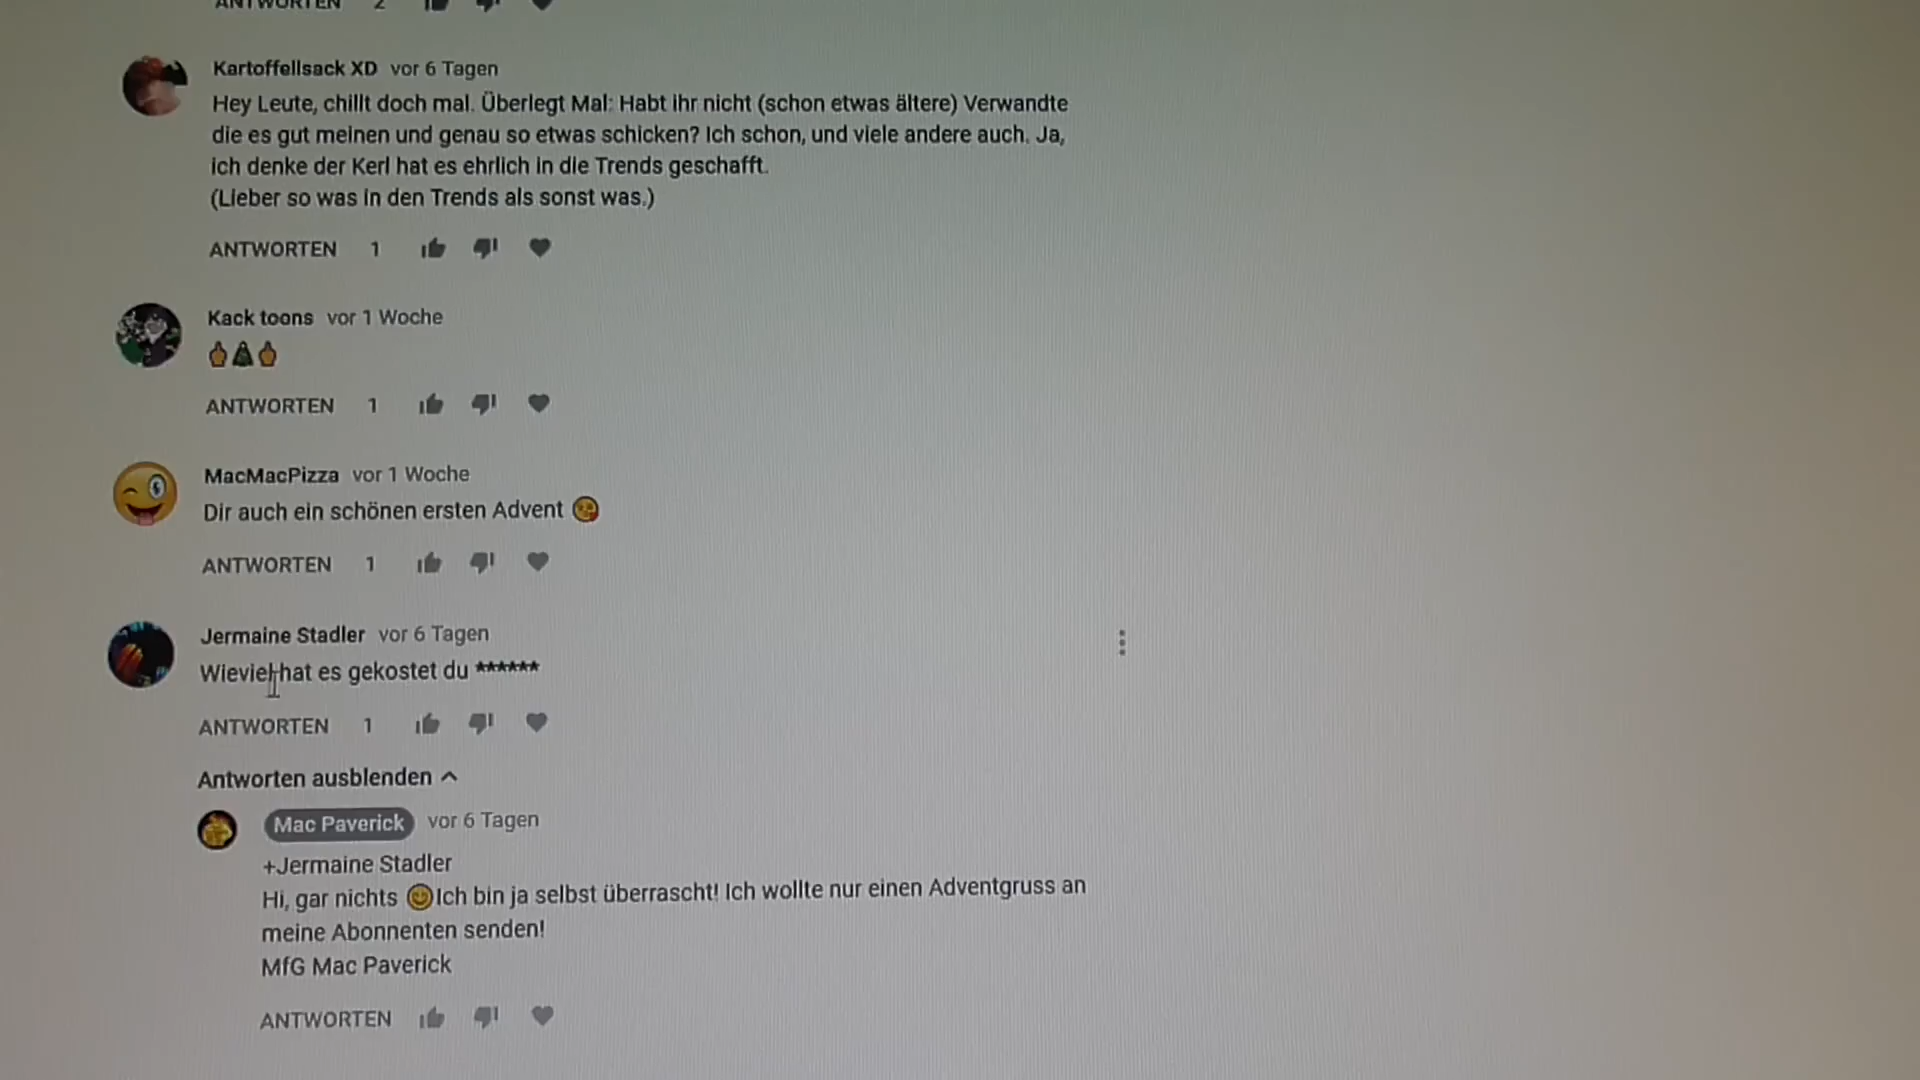 ANTWORTEN 2
Kartoffellsack XD vor 6 Tagen
Hey Leute, chillt doch mal. Überlegt Mal: Habt ihr nicht (schon etwas ältere) Verwandte
die es gut meinen und genau so etwas schicken? Ich schon, und viele andere auch. Ja,
ich denke der Kerl hat es ehrlich in die Trends geschafft.
(Lieber so was in den Trends als sonst was.)
ANTWORTEN 1
Kack toons vor 1 Woche
ANTWORTEN 1
MacMacPizza vor 1 Woche
Dir auch ein schönen ersten Advent
ANTWORTEN 1
Jermaine Stadler vor 6 Tagen
Wieviel hat es gekostet du ******
ANTWORTEN 1
Antworten ausblenden
Mac Paverick vor 6 Tagen
+Jermaine Stadler
Hi, gar nichts Ich bin ja selbst überrascht! Ich wollte nur einen Adventgruss an
meine Abonnenten senden!
MfG Mac Paverick
ANTWORTEN